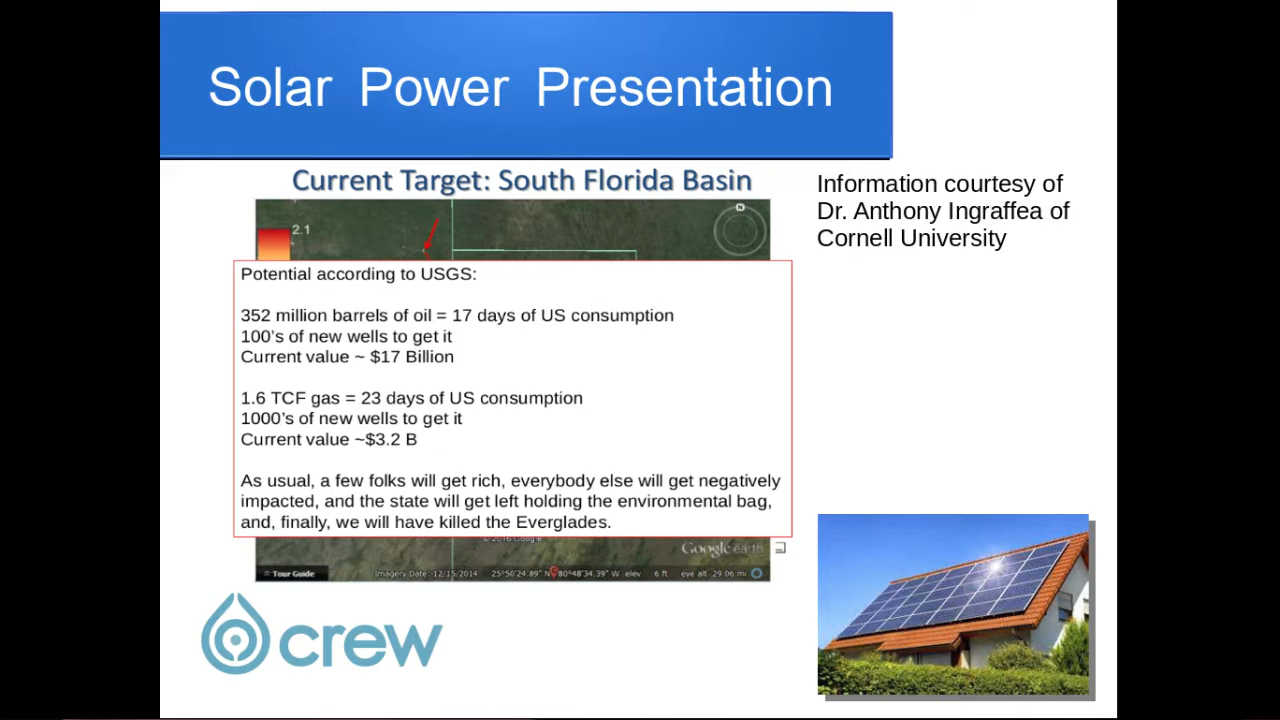 Solar Power Presentation
Current Target: South Florida Basin
Information courtesy of
Dr. Anthony Ingraffea of
Cornell University
N
2.1
Potential according to USGS:
352 million barrels of oil = 17 days of US consumption
100's of new wells to get it
Current value ~ $17 Billion
1.6 TCF gas = 23 days of US consumption
1000's of new wells to get it
Current value ~$3.2 B
As usual, a few folks will get rich, everybody else will get negatively
impacted, and the state will get left holding the environmental bag,
and, finally, we will have killed the Everglades.
© 2016 Google
Google earth
Tour Guide
Imagery Date: 12/15/2014 25°50'24.89" N 80°48'34.39" W elev 6 ft eye alt 29.06 mi
crew